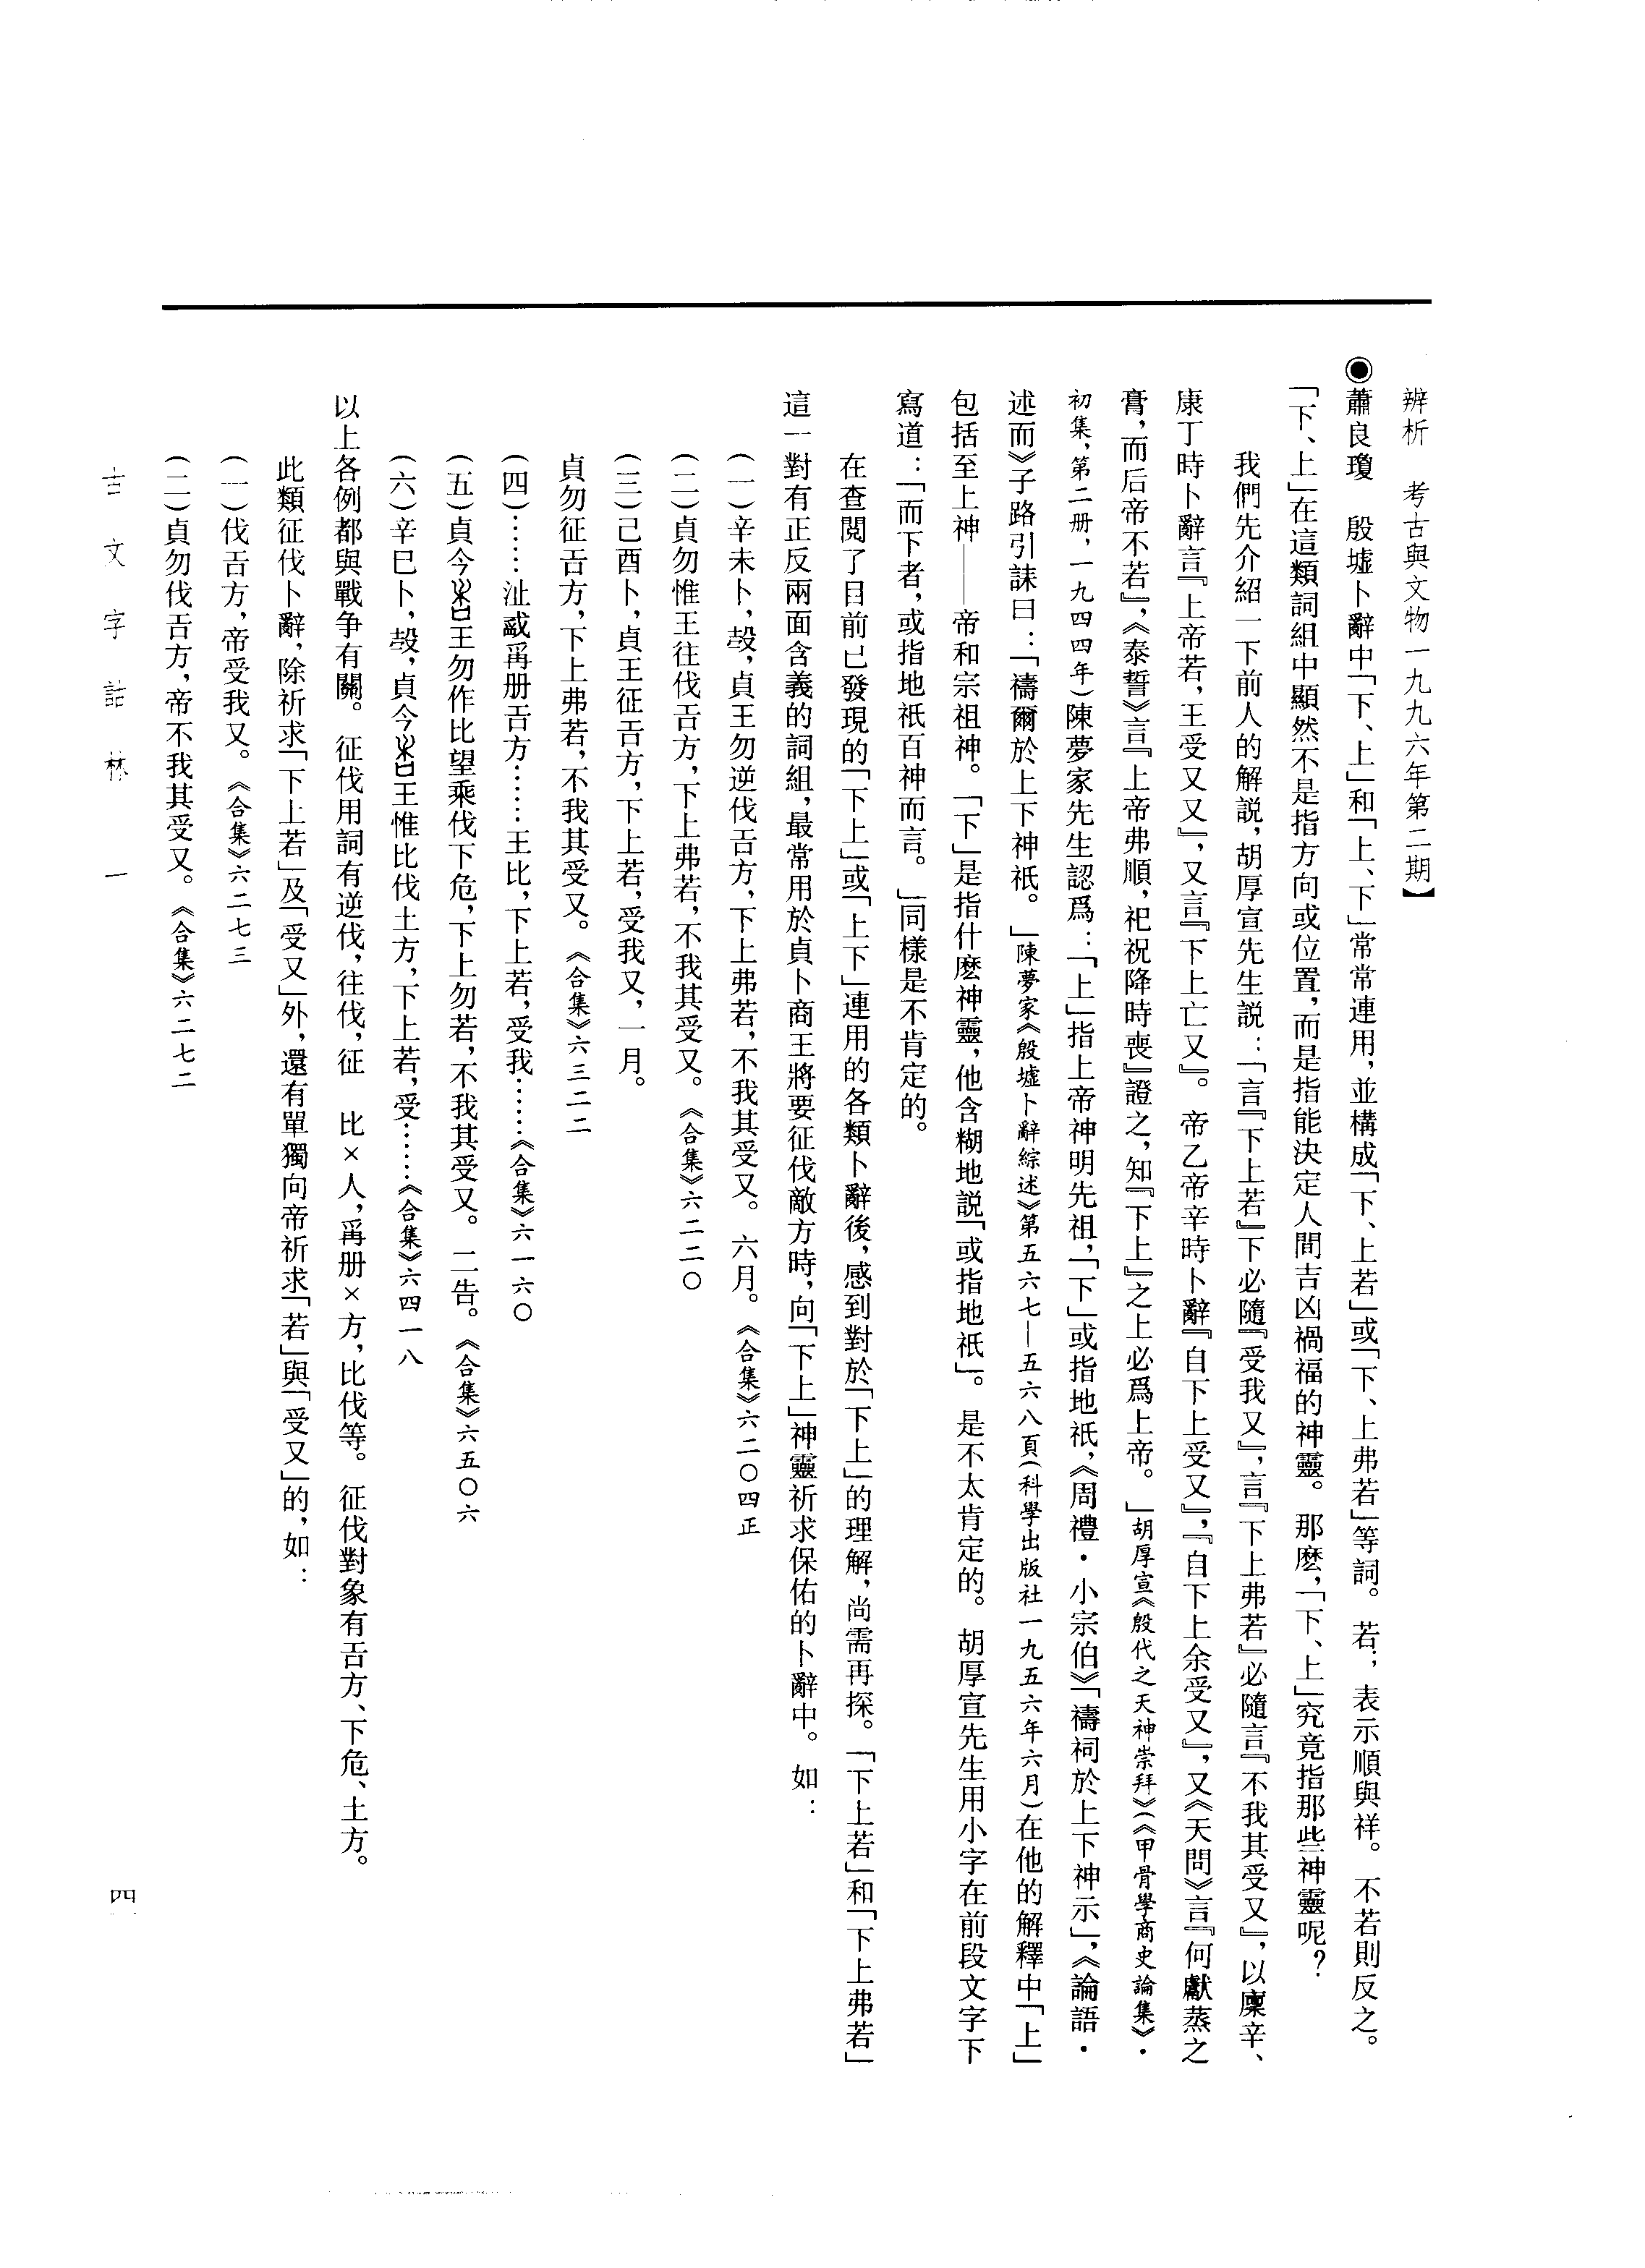 辨析　考古與文物一九九六年第二期】
◉蕭良瓊　殷墟卜辭中「下、上」和「上、下」常常連用，並構成「下、上若」或「下、上弗若」等詞。若，表示順與祥。不若則反之。
「下、上」在這類詞組中顯然不是指方向或位置，而是指能決定人間吉凶禍福的神靈。那麽，「下、上」究竟指那些神靈呢？
我們先介紹一下前人的解説，胡厚宣先生説：「言『下上若』下必隨『受我又』，言『下上弗若』必隨言『不我其受又』，以廩辛、
康丁時卜辭言『上帝若，王受又又』，又言『下上亡又』。帝乙帝辛時卜辭『自下上受又』，『自下上余受又』，又《天問》言『何獻蒸之
膏，而后帝不若』，《泰誓》言『上帝弗順，祀祝降時喪』證之，知『下上』之上必爲上帝。」胡厚宣《殷代之天神崇拜》（《甲骨學商史論集》·
初集，第二册，一九四四年）陳夢家先生認爲：「上」指上帝神明先祖，「下」或指地祇，《周禮·小宗伯》「禱祠於上下神示」，《論語·
述而》子路引誄曰：「禱爾於上下神祇。」陳夢家《殷墟卜辭綜述》第五六七—五六八頁（科學出版社一九五六年六月）在他的解釋中「上」
包括至上神——帝和宗祖神。「下」是指什麽神靈，他含糊地説「或指地祇」。是不太肯定的。胡厚宣先生用小字在前段文字下
寫道：「而下者，或指地祇百神而言。」同樣是不肯定的。
在查閲了目前已發現的「下上」或「上下」連用的各類卜辭後，感到對於「下上」的理解，尚需再探。「下上若」和「下上弗若」
這一對有正反兩面含義的詞組，最常用於貞卜商王將要征伐敵方時，向「下上」神靈祈求保佑的卜辭中。如：
（一）辛未卜，㱿，貞王勿逆伐𢀛方，下上弗若，不我其受又。六月。《合集》六二〇四正
（二）貞勿惟王往伐𢀛方，下上弗若，不我其受又。《合集》六二二〇
（三）己酉卜，貞王征𢀛方，下上若，受我又，一月。
貞勿征𢀛方，下上弗若，不我其受又。《合集》六三二二
（四）……沚𢦔爯册𢀛方……王比，下上若，受我……《合集》六一六〇
（五）貞今王勿作比望乘伐下危，下上勿若，不我其受又。二告。《合集》六五〇六
（六）辛巳卜，㱿，貞今王惟比伐土方，下上若，受……《合集》六四一八
以上各例都與戰争有關。征伐用詞有逆伐，往伐，征　比×人，爯册×方，比伐等。征伐對象有𢀛方、下危、土方。
此類征伐卜辭，除祈求「下上若」及「受又」外，還有單獨向帝祈求「若」與「受又」的，如：
（一）伐𢀛方，帝受我又。《合集》六二七三
（二）貞勿伐𢀛方，帝不我其受又。《合集》六二七二
古文字詁林　一　四